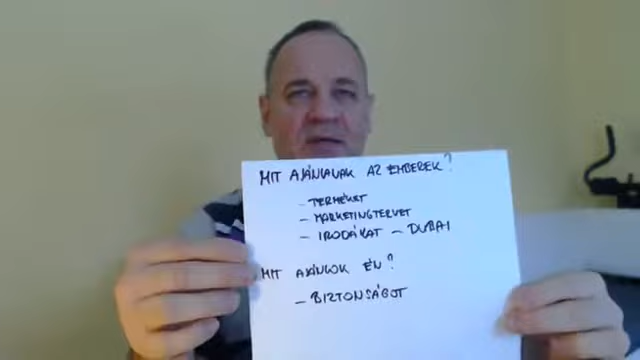 MIT AJÁNLANAK AZ EMBEREK?
- TERMÉKET
- MARKETINGTERVET
- IRODÁKAT - DUBAI
MIT AJÁNLOK ÉN?
- BIZTONSÁGOT